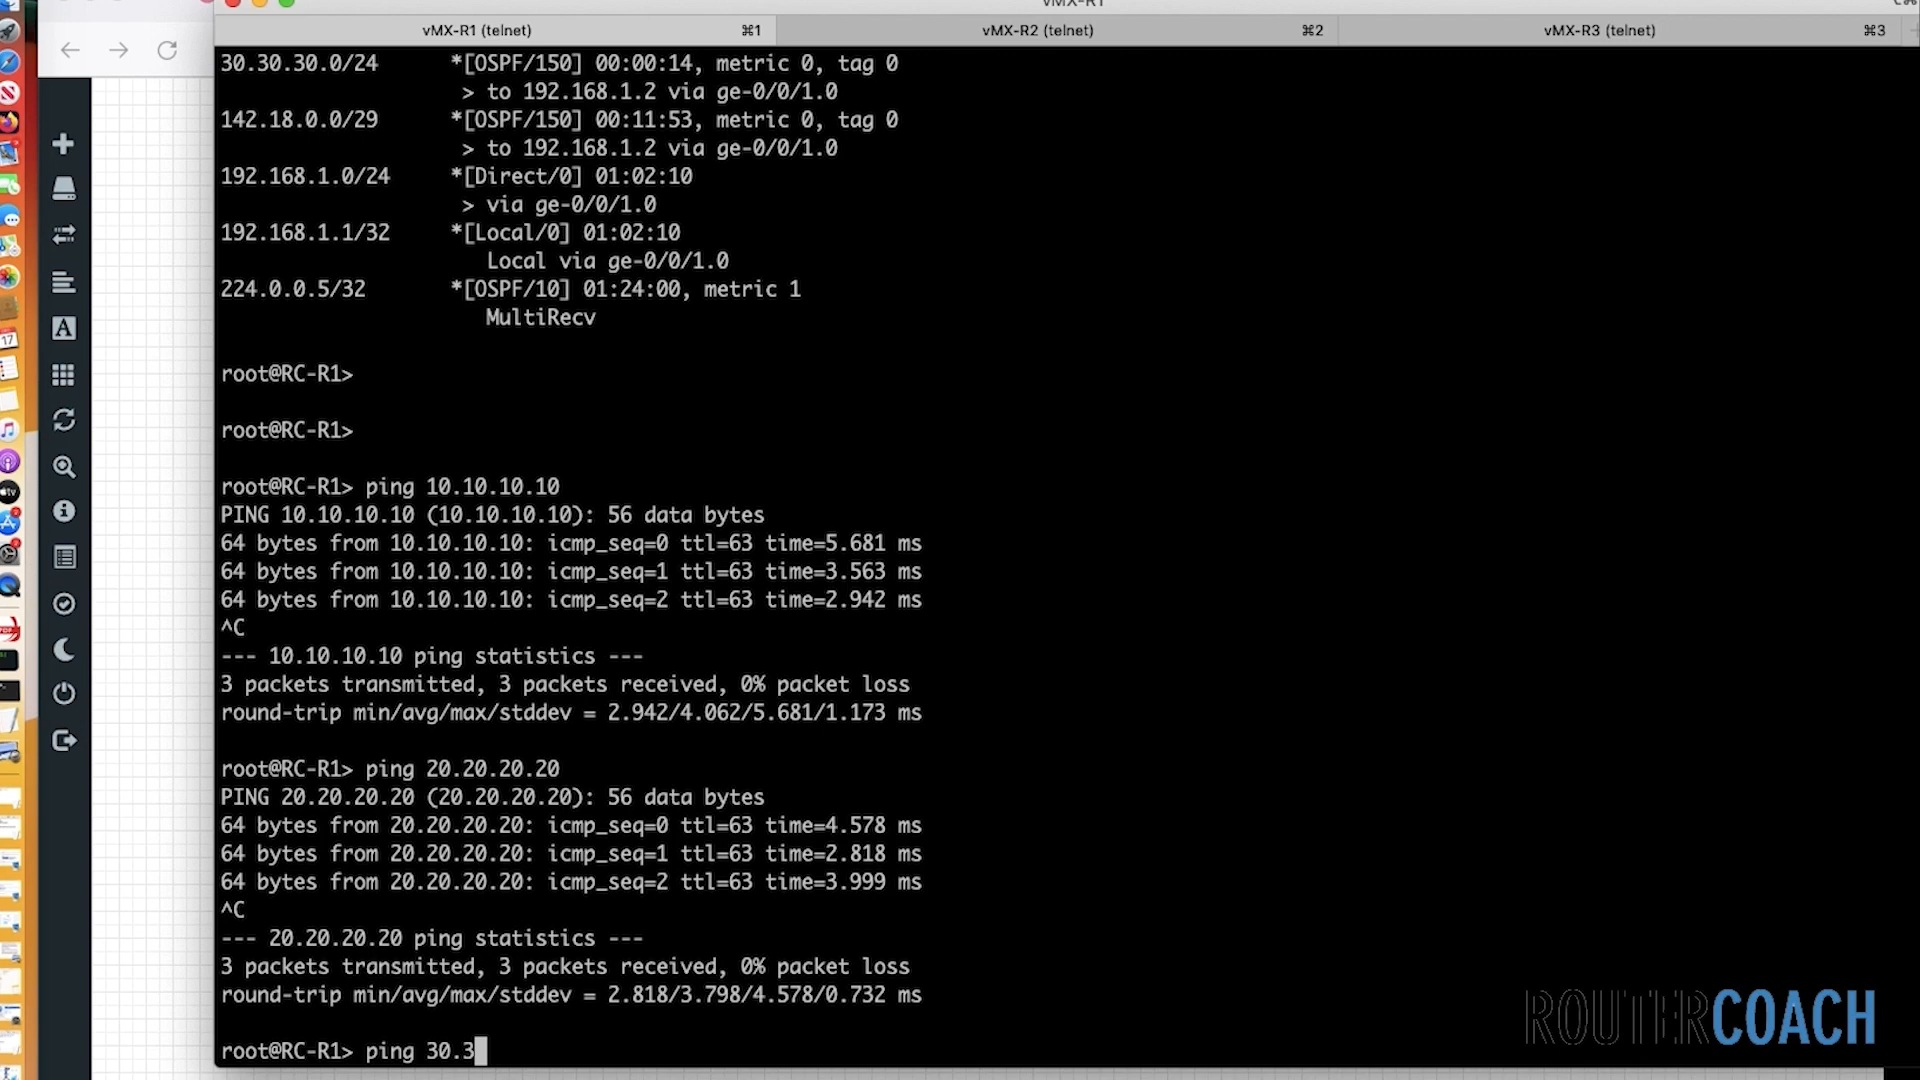 vMX-R1
vMX-R1 (telnet) ⌘1 vMX-R2 (telnet) ⌘2 vMX-R3 (telnet) ⌘3
30.30.30.0/24 *[OSPF/150] 00:00:14, metric 0, tag 0
> to 192.168.1.2 via ge-0/0/1.0
142.18.0.0/29 *[OSPF/150] 00:11:53, metric 0, tag 0
> to 192.168.1.2 via ge-0/0/1.0
192.168.1.0/24 *[Direct/0] 01:02:10
> via ge-0/0/1.0
192.168.1.1/32 *[Local/0] 01:02:10
Local via ge-0/0/1.0
224.0.0.5/32 *[OSPF/10] 01:24:00, metric 1
MultiRecv
root@RC-R1>
root@RC-R1>
root@RC-R1> ping 10.10.10.10
PING 10.10.10.10 (10.10.10.10): 56 data bytes
64 bytes from 10.10.10.10: icmp_seq=0 ttl=63 time=5.681 ms
64 bytes from 10.10.10.10: icmp_seq=1 ttl=63 time=3.563 ms
64 bytes from 10.10.10.10: icmp_seq=2 ttl=63 time=2.942 ms
^C
--- 10.10.10.10 ping statistics ---
3 packets transmitted, 3 packets received, 0% packet loss
round-trip min/avg/max/stddev = 2.942/4.062/5.681/1.173 ms
root@RC-R1> ping 20.20.20.20
PING 20.20.20.20 (20.20.20.20): 56 data bytes
64 bytes from 20.20.20.20: icmp_seq=0 ttl=63 time=4.578 ms
64 bytes from 20.20.20.20: icmp_seq=1 ttl=63 time=2.818 ms
64 bytes from 20.20.20.20: icmp_seq=2 ttl=63 time=3.999 ms
^C
--- 20.20.20.20 ping statistics ---
3 packets transmitted, 3 packets received, 0% packet loss
round-trip min/avg/max/stddev = 2.818/3.798/4.578/0.732 ms
root@RC-R1> ping 30.3
ROUTERCOACH